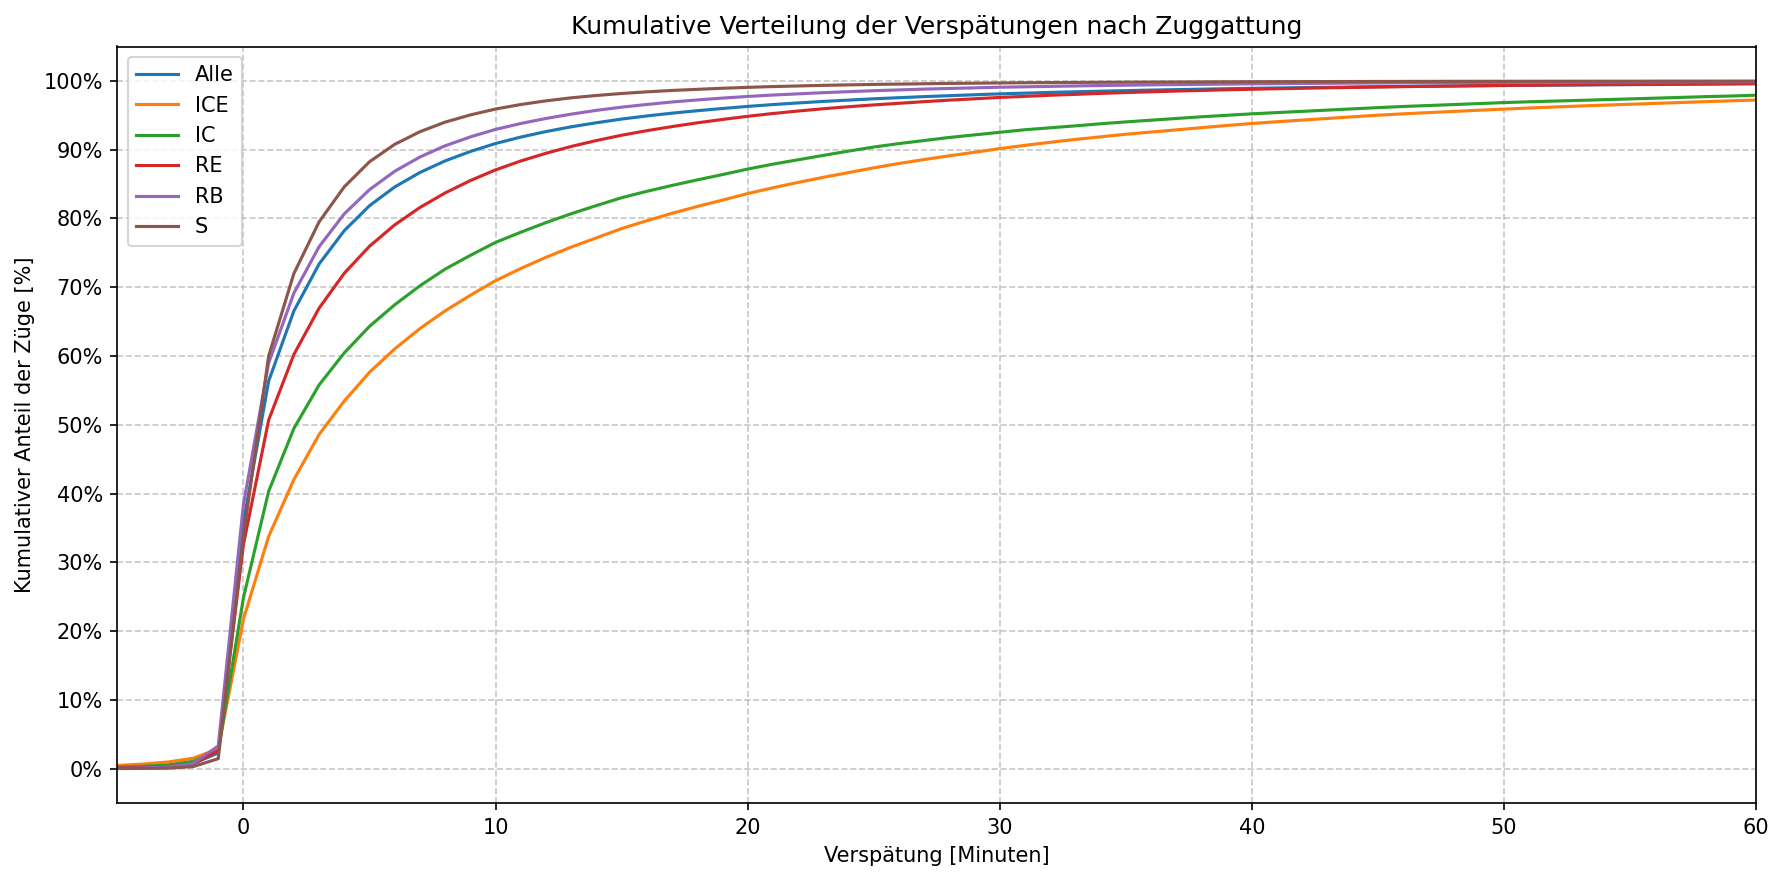 Kumulative Verteilung der Verspätungen nach Zuggattung
Kumulativer Anteil der Züge [%]
100%
90%
80%
70%
60%
50%
40%
30%
20%
10%
0%
Alle
ICE
IC
RE
RB
S
0 10 20 30 40 50 60
Verspätung [Minuten]